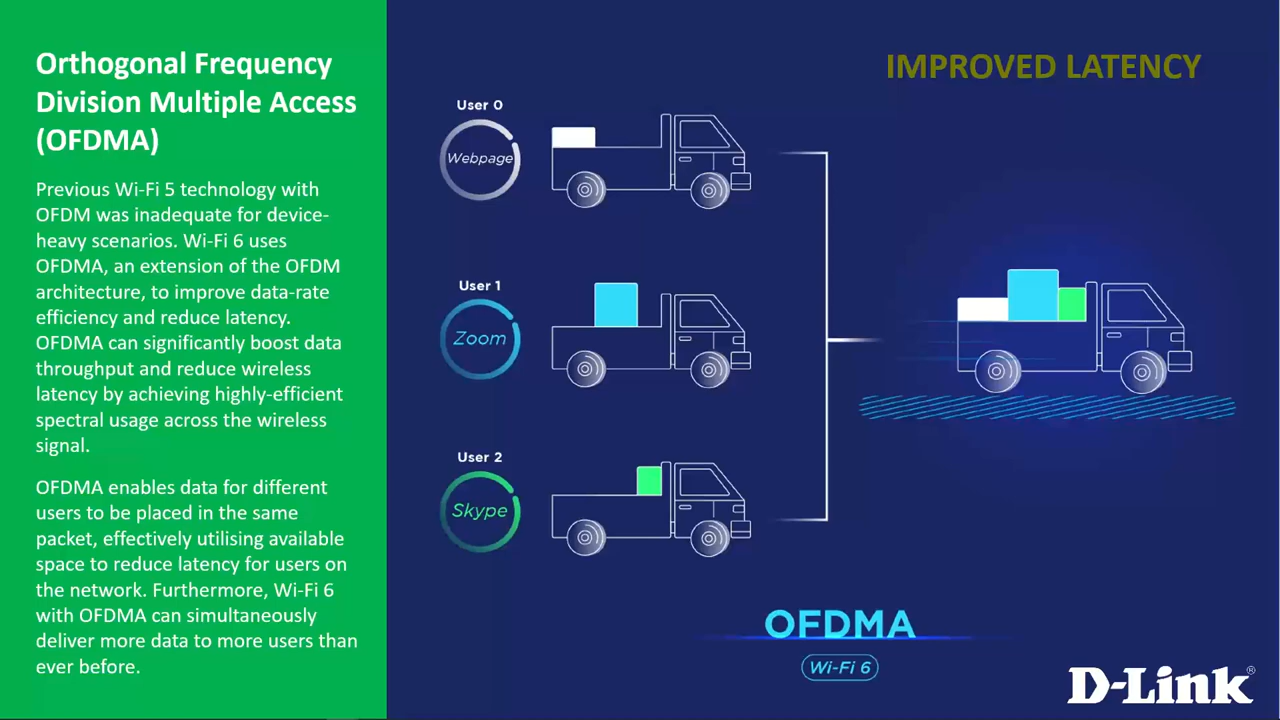 Orthogonal Frequency
Division Multiple Access
(OFDMA)
Previous Wi-Fi 5 technology with
OFDM was inadequate for device-
heavy scenarios. Wi-Fi 6 uses
OFDMA, an extension of the OFDM
architecture, to improve data-rate
efficiency and reduce latency.
OFDMA can significantly boost data
throughput and reduce wireless
latency by achieving highly-efficient
spectral usage across the wireless
signal.
OFDMA enables data for different
users to be placed in the same
packet, effectively utilising available
space to reduce latency for users on
the network. Furthermore, Wi-Fi 6
with OFDMA can simultaneously
deliver more data to more users than
ever before.
IMPROVED LATENCY
User 0
Webpage
User 1
Zoom
User 2
Skype
OFDMA
Wi-Fi 6
D-Link®